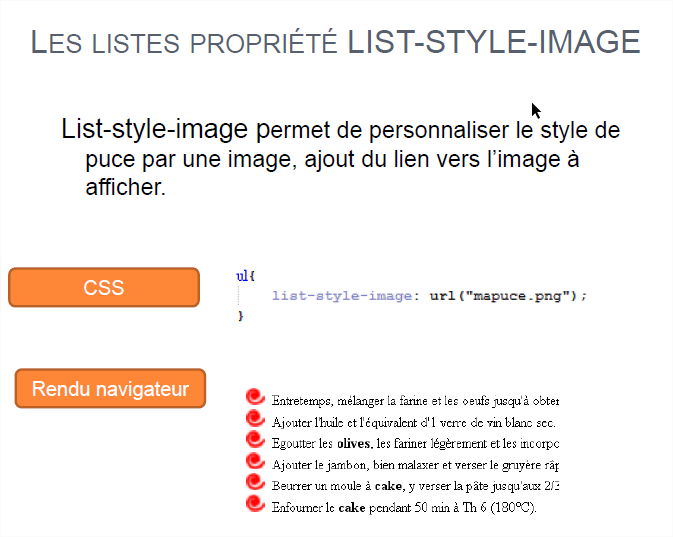 LES LISTES PROPRIÉTÉ LIST-STYLE-IMAGE
List-style-image permet de personnaliser le style de
puce par une image, ajout du lien vers l'image à
afficher.
CSS
ul{
list-style-image: url("mapuce.png");
}
Rendu navigateur
Entretemps, mélanger la farine et les oeufs jusqu'à obter
Ajouter l'huile et l'équivalent d'1 verre de vin blanc sec.
Egoutter les olives, les fariner légèrement et les incorpo
Ajouter le jambon, bien malaxer et verser le gruyère râp
Beurrer un moule à cake, y verser la pâte jusqu'aux 2/3
Enfourner le cake pendant 50 min à Th 6 (180°C).